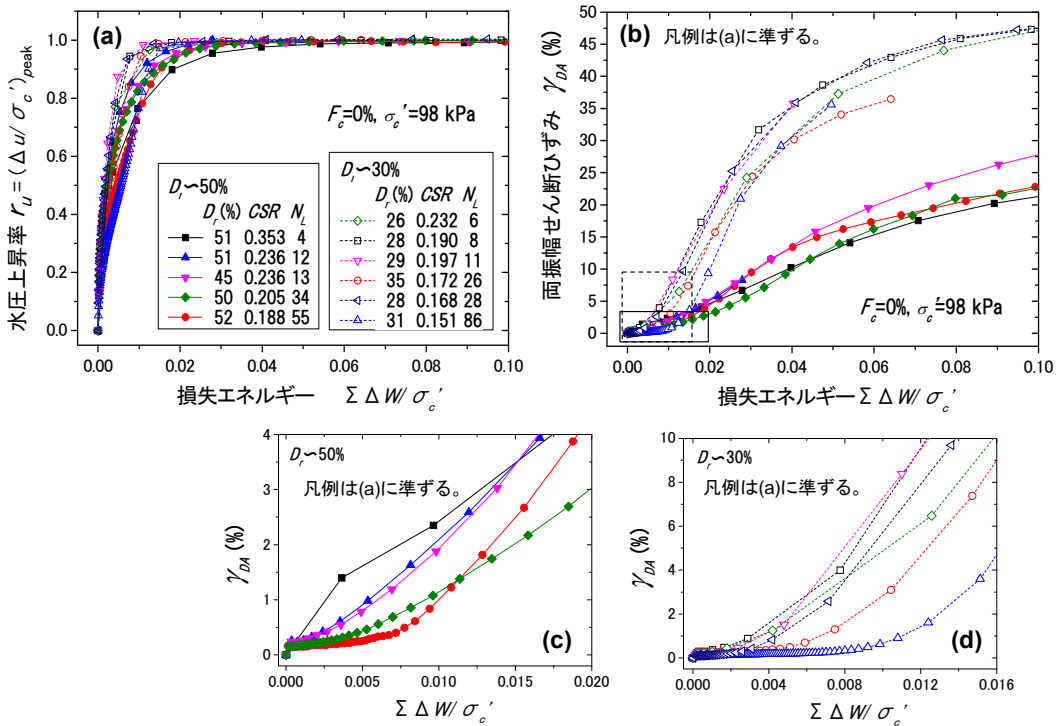 (a)
水圧上昇率 r_u=(Δu/σ_c')_peak
1.0
0.8
0.6
0.4
0.2
0.0
F_c=0%, σ_c'=98 kPa
D_r∽50%
D_r(%) CSR N_L
51 0.353 4
51 0.236 12
45 0.236 13
50 0.205 34
52 0.188 55
D_r∽30%
D_r(%) CSR N_L
26 0.232 6
28 0.190 8
29 0.197 11
35 0.172 26
28 0.168 28
31 0.151 86
0.00 0.02 0.04 0.06 0.08 0.10
損失エネルギー ΣΔW/σ_c'
(b) 凡例は(a)に準ずる。
両振幅せん断ひずみ γ_DA (%)
50
45
40
35
30
25
20
15
10
5
0
F_c=0%, σ_c'=98 kPa
0.00 0.02 0.04 0.06 0.08 0.10
損失エネルギー ΣΔW/σ_c'
D_r∽50%
凡例は(a)に準ずる。
γ_DA (%)
4
3
2
1
0
(c)
0.000 0.005 0.010 0.015 0.020
ΣΔW/σ_c'
D_r∽30%
凡例は(a)に準ずる。
γ_DA (%)
10
8
6
4
2
0
(d)
0.000 0.004 0.008 0.012 0.016
ΣΔW/σ_c'